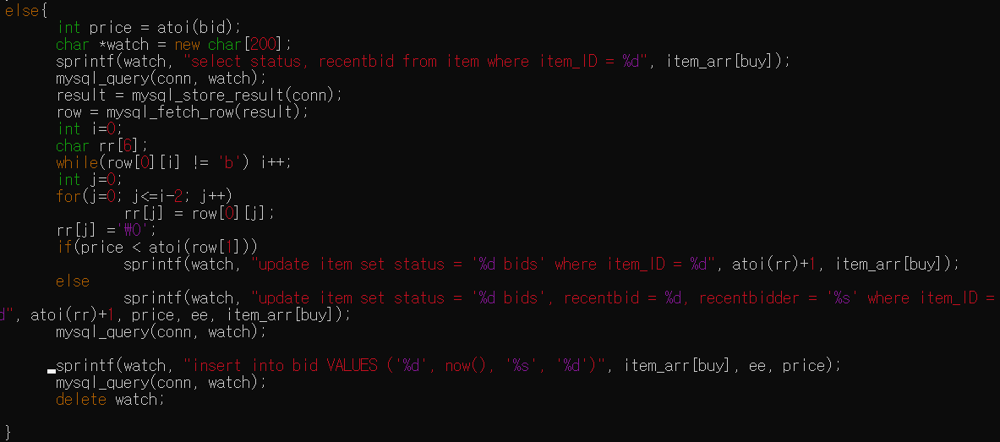 else{
int price = atoi(bid);
char *watch = new char[200];
sprintf(watch, "select status, recentbid from item where item_ID = %d", item_arr[buy]);
mysql_query(conn, watch);
result = mysql_store_result(conn);
row = mysql_fetch_row(result);
int i=0;
char rr[6];
while(row[0][i] != 'b') i++;
int j=0;
for(j=0; j<=i-2; j++)
rr[j] = row[0][j];
rr[j] ='₩0';
if(price < atoi(row[1]))
sprintf(watch, "update item set status = '%d bids' where item_ID = %d", atoi(rr)+1, item_arr[buy]);
else
sprintf(watch, "update item set status = '%d bids', recentbid = %d, recentbidder = '%s' where item_ID =
d", atoi(rr)+1, price, ee, item_arr[buy]);
mysql_query(conn, watch);
sprintf(watch, "insert into bid VALUES ('%d', now(), '%s', '%d')", item_arr[buy], ee, price);
mysql_query(conn, watch);
delete watch;
}